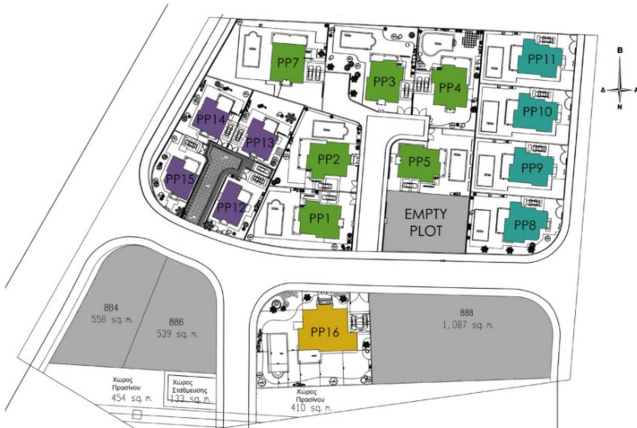 PP7
PP3
PP4
PP11
B
PP10
Δ
A
N
PP14
PP13
PP2
PP5
PP9
PP15
PP12
PP1
EMPTY
PLOT
PP8
884
558 sq. m.
886
539 sq. m.
PP16
888
1,087 sq. m.
Χώρος
Πρασίνου
454 sq. m.
Χώρος
Σταθμευσης
133 sq. m.
Χώρος
Πρασίνου
410 sq. m.